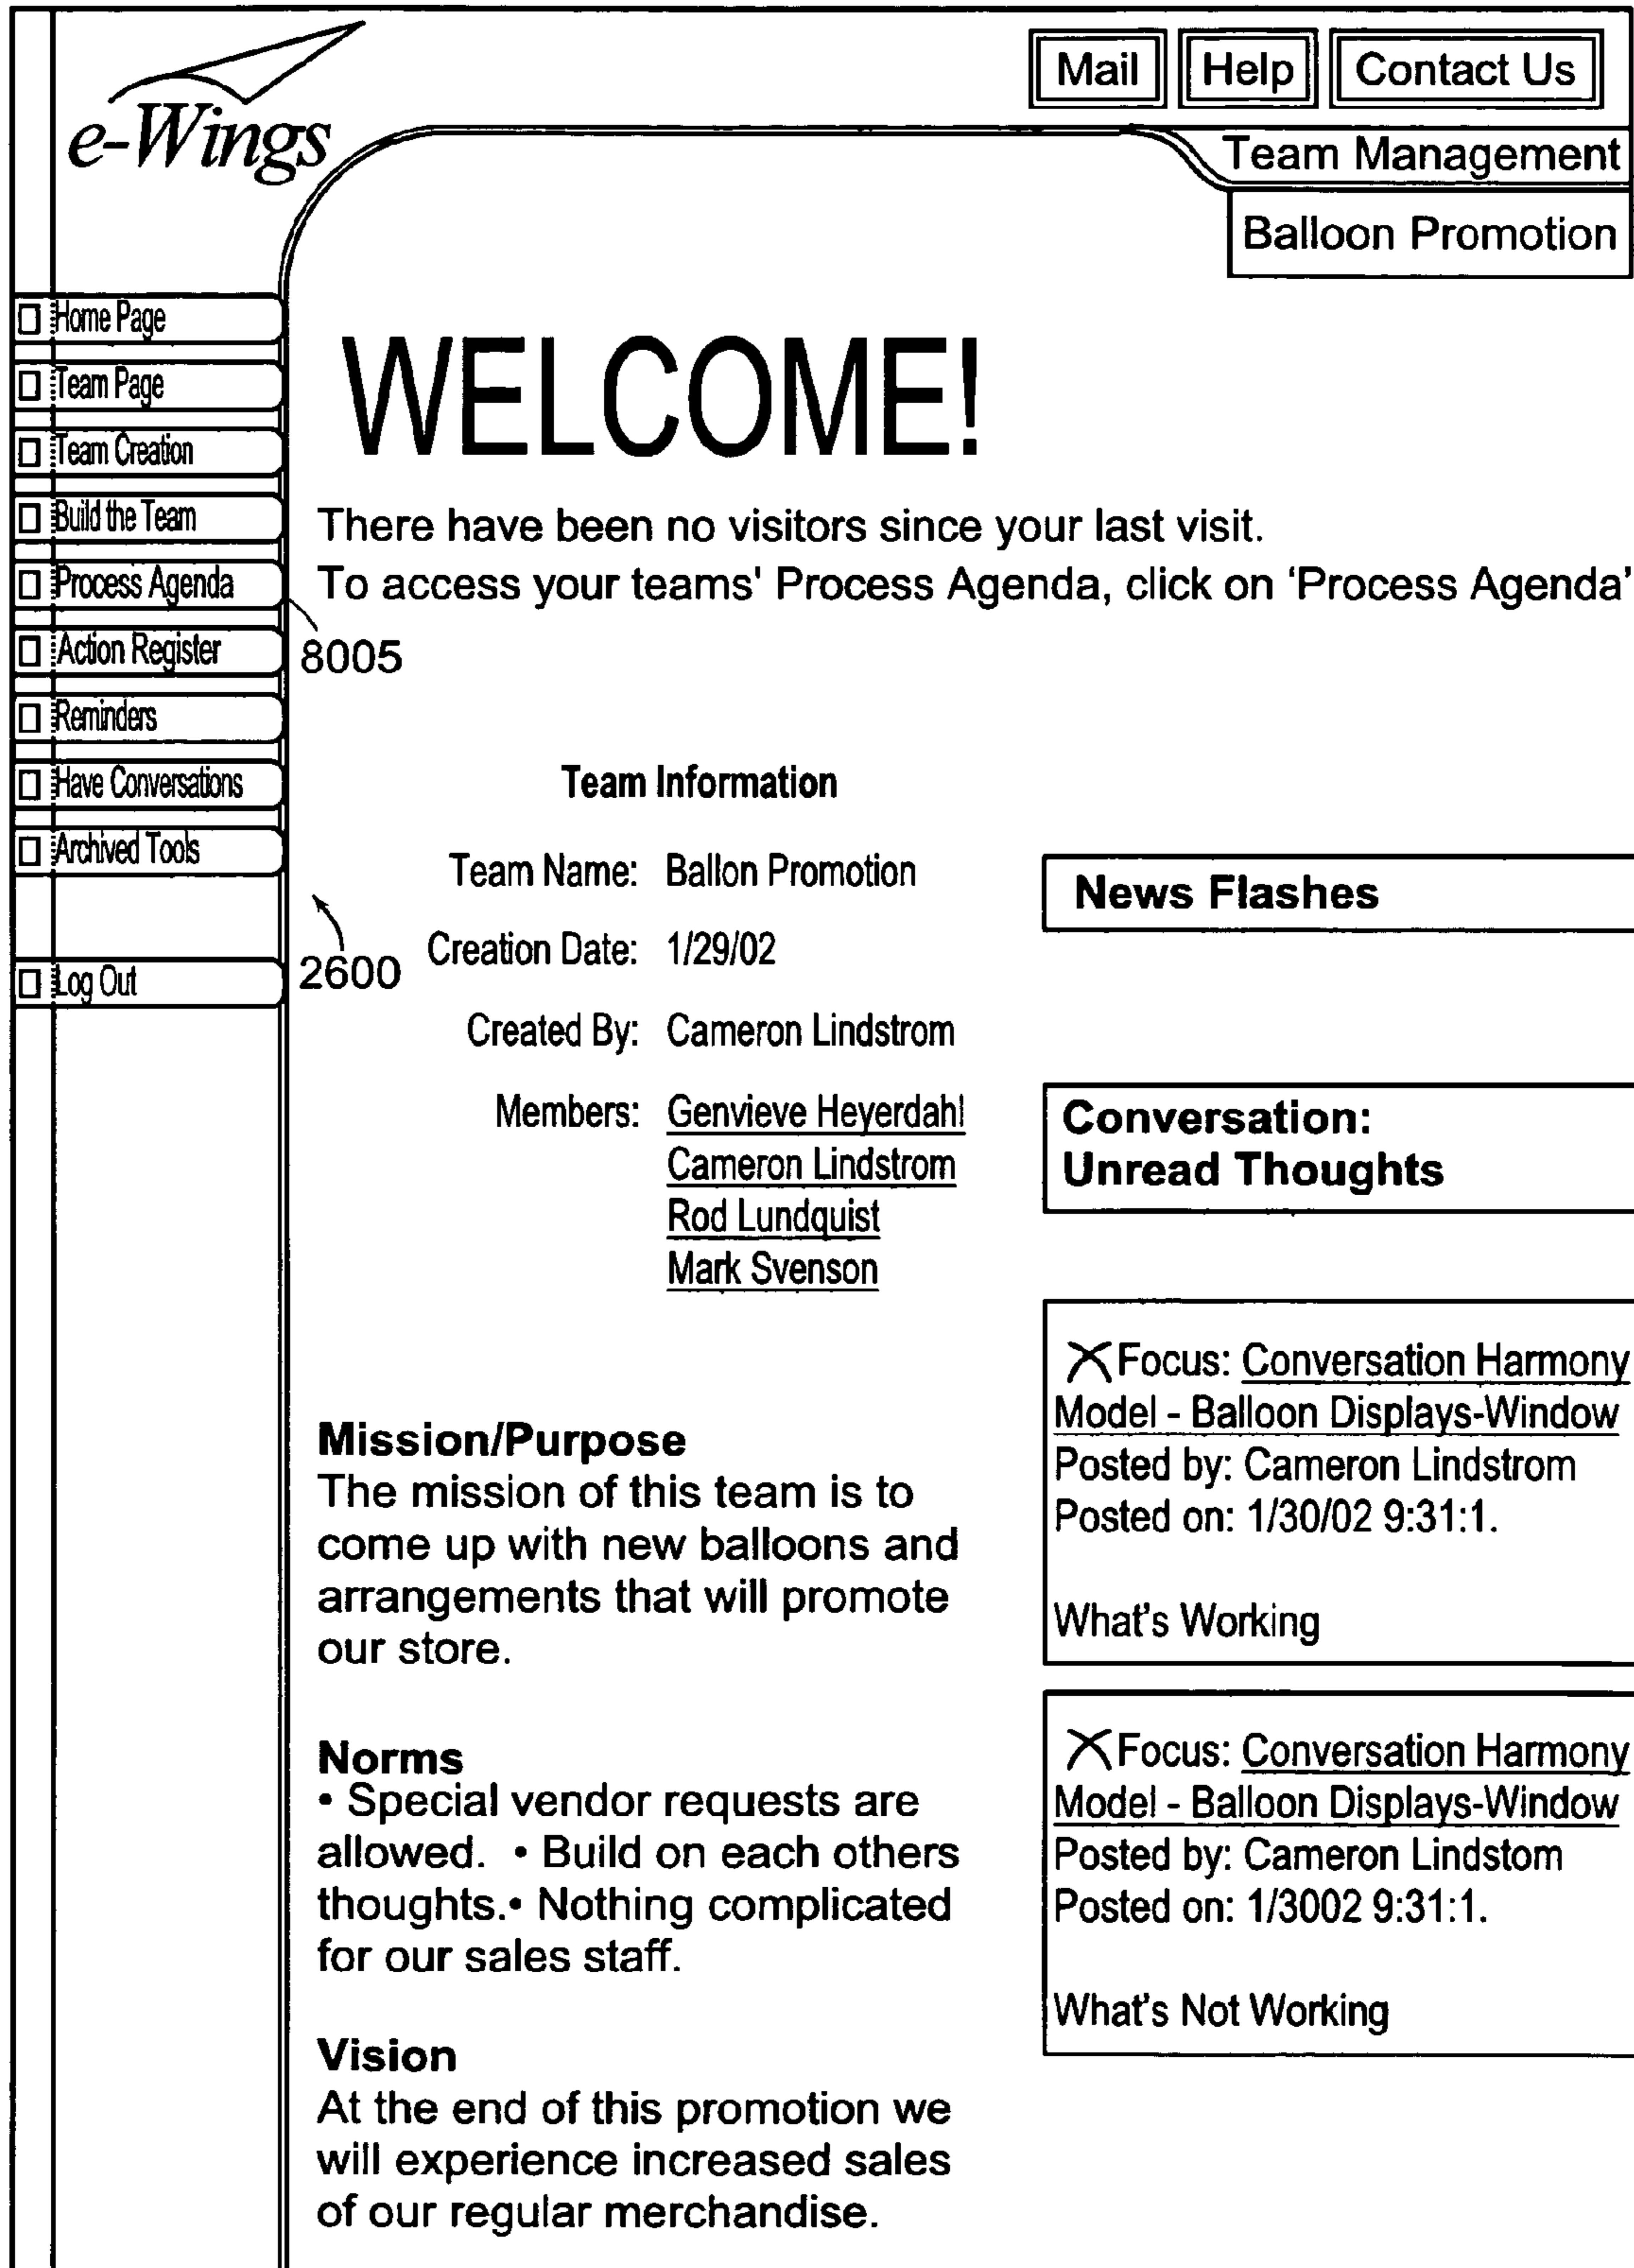 e-Wings
Mail
Help
Contact Us
Team Management
Balloon Promotion
Home Page
Team Page
Team Creation
Build the Team
Process Agenda
Action Register
Reminders
Have Conversations
Archived Tools
Log Out
WELCOME!
There have been no visitors since your last visit.
To access your teams' Process Agenda, click on 'Process Agenda'
8005
2600
Team Information
Team Name: Ballon Promotion
Creation Date: 1/29/02
Created By: Cameron Lindstrom
Members: Genvieve Heyerdahl
Cameron Lindstrom
Rod Lundquist
Mark Svenson
Mission/Purpose
The mission of this team is to
come up with new balloons and
arrangements that will promote
our store.
Norms
• Special vendor requests are
allowed. • Build on each others
thoughts.• Nothing complicated
for our sales staff.
Vision
At the end of this promotion we
will experience increased sales
of our regular merchandise.
News Flashes
Conversation:
Unread Thoughts
Focus: Conversation Harmony
Model - Balloon Displays-Window
Posted by: Cameron Lindstrom
Posted on: 1/30/02 9:31:1.
What's Working
Focus: Conversation Harmony
Model - Balloon Displays-Window
Posted by: Cameron Lindstom
Posted on: 1/3002 9:31:1.
What's Not Working